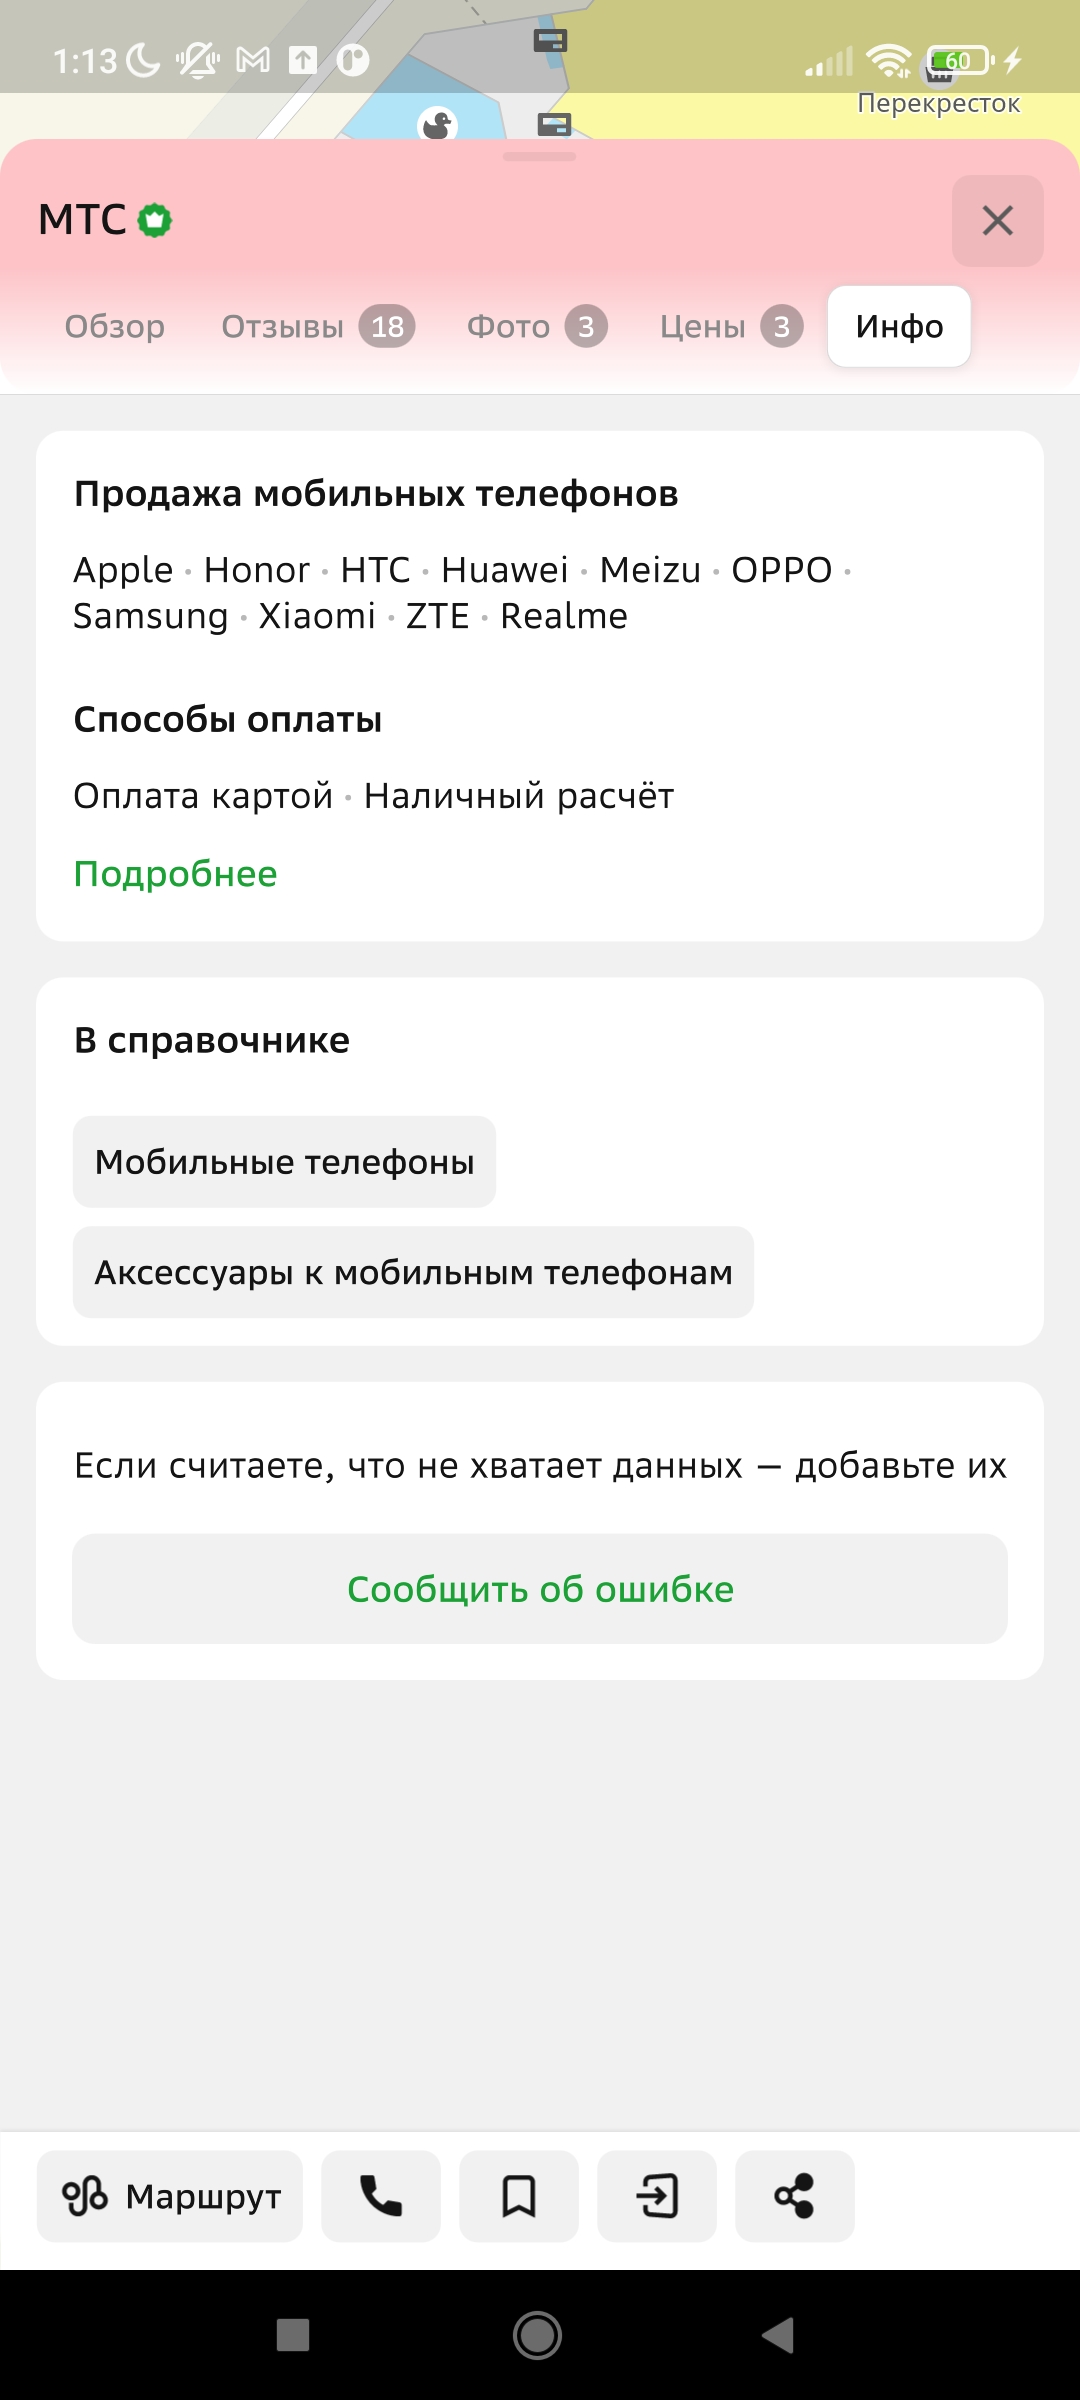 1:13
60
Перекресток
МТС
Обзор Отзывы 18 Фото 3 Цены 3 Инфо
Продажа мобильных телефонов
Apple · Honor · HTC · Huawei · Meizu · OPPO ·
Samsung · Xiaomi · ZTE · Realme
Способы оплаты
Оплата картой · Наличный расчёт
Подробнее
В справочнике
Мобильные телефоны
Аксессуары к мобильным телефонам
Если считаете, что не хватает данных — добавьте их
Сообщить об ошибке
Маршрут